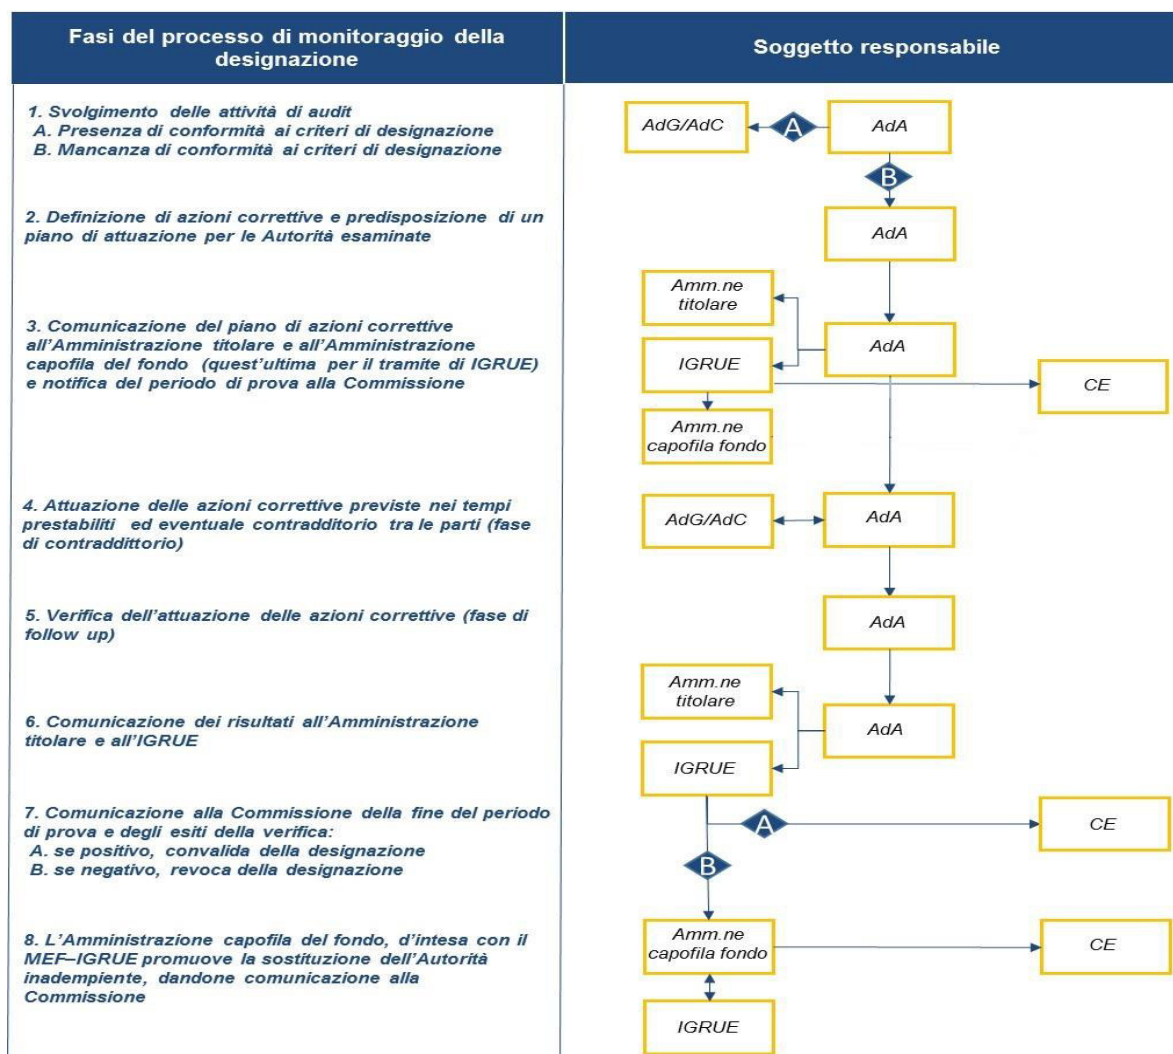 Fasi del processo di monitoraggio della
designazione
Soggetto responsabile
1. Svolgimento delle attività di audit
A. Presenza di conformità ai criteri di designazione
B. Mancanza di conformità ai criteri di designazione
AdG/AdC
A
AdA
B
2. Definizione di azioni correttive e predisposizione di un
piano di attuazione per le Autorità esaminate
AdA
3. Comunicazione del piano di azioni correttive
all'Amministrazione titolare e all'Amministrazione
capofila del fondo (quest'ultima per il tramite di IGRUE)
e notifica del periodo di prova alla Commissione
Amm.ne
titolare
AdA
IGRUE
CE
Amm.ne
capofila fondo
4. Attuazione delle azioni correttive previste nei tempi
prestabiliti ed eventuale contradditorio tra le parti (fase
di contraddittorio)
AdG/AdC
AdA
5. Verifica dell'attuazione delle azioni correttive (fase di
follow up)
AdA
6. Comunicazione dei risultati all'Amministrazione
titolare e all'IGRUE
Amm.ne
titolare
AdA
IGRUE
7. Comunicazione alla Commissione della fine del periodo
di prova e degli esiti della verifica:
A. se positivo, convalida della designazione
B. se negativo, revoca della designazione
A
CE
B
8. L'Amministrazione capofila del fondo, d'intesa con il
MEF–IGRUE promuove la sostituzione dell'Autorità
inadempiente, dandone comunicazione alla
Commissione
Amm.ne
capofila fondo
CE
IGRUE